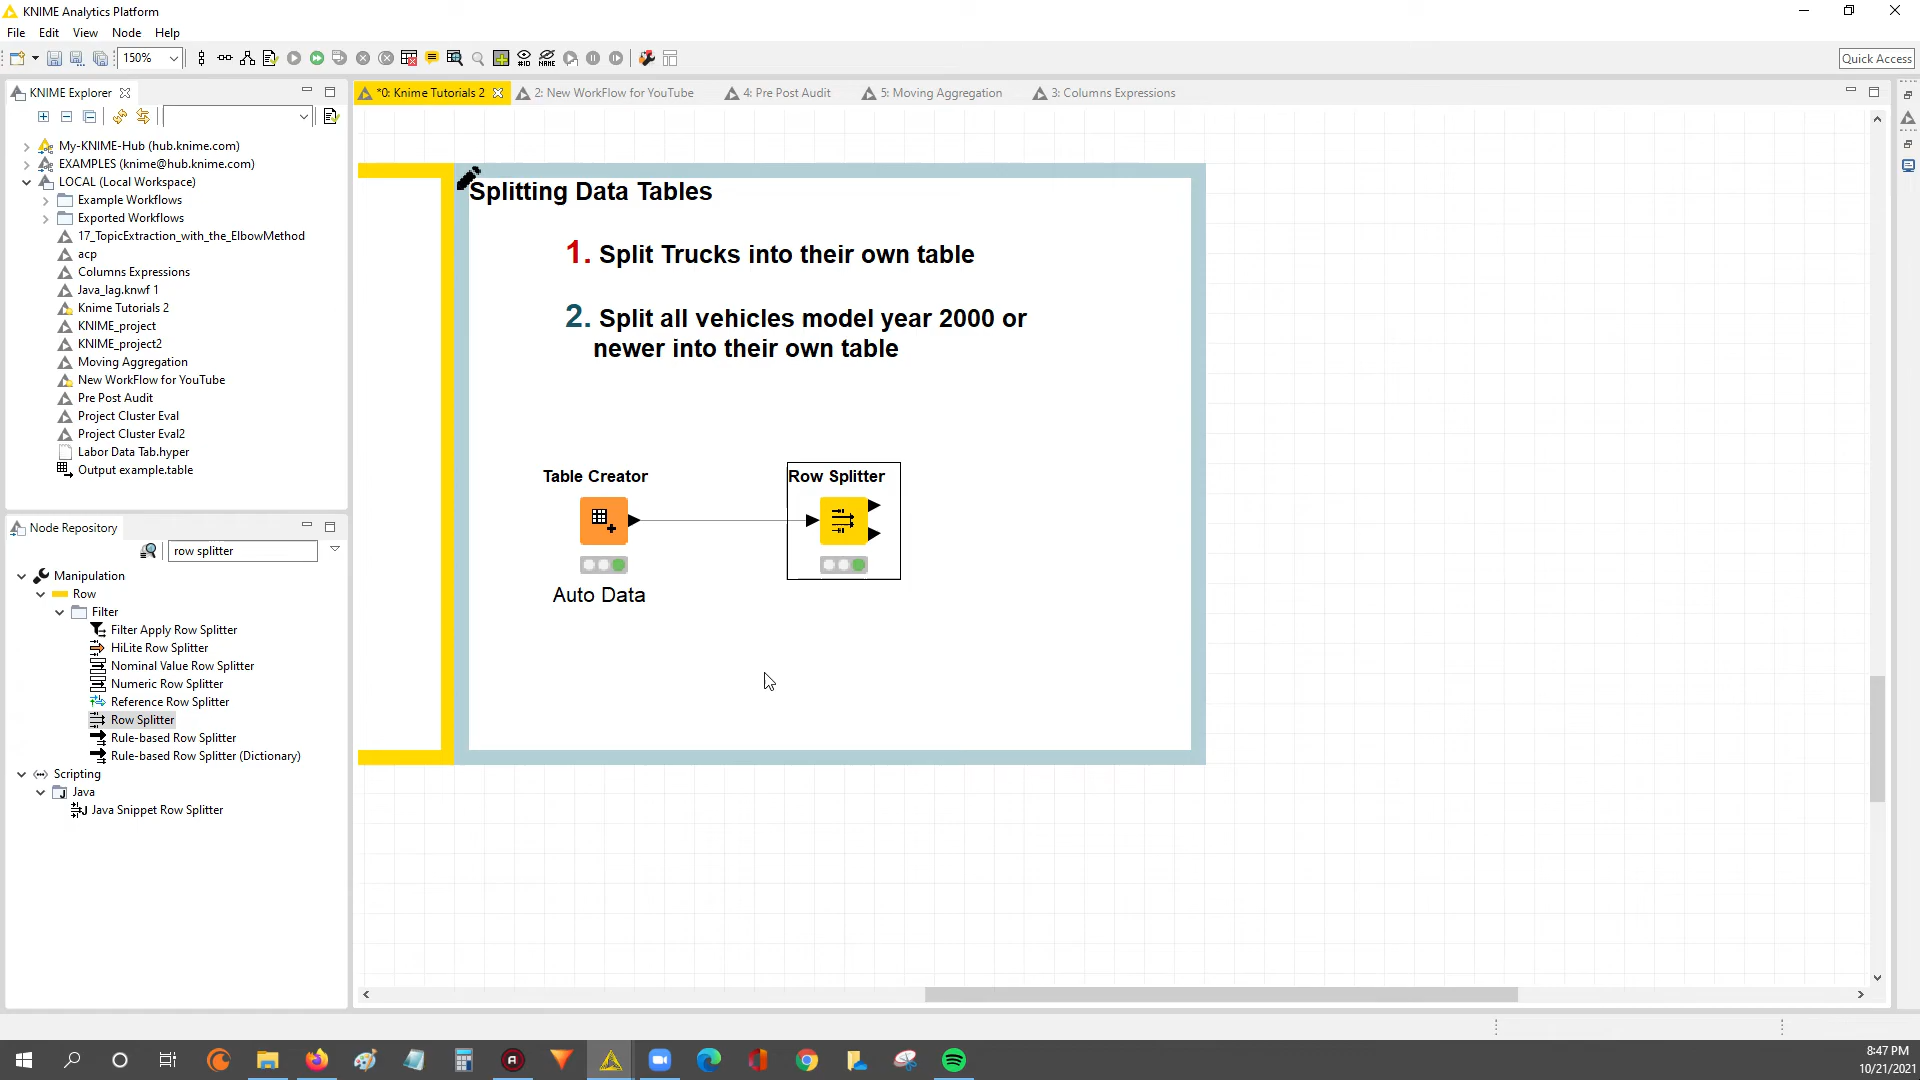 KNIME Analytics Platform
File Edit View Node Help
150%
Quick Access
KNIME Explorer
*0: Knime Tutorials 2
2: New WorkFlow for YouTube
4: Pre Post Audit
5: Moving Aggregation
3: Columns Expressions
My-KNIME-Hub (hub.knime.com)
EXAMPLES (knime@hub.knime.com)
LOCAL (Local Workspace)
Example Workflows
Exported Workflows
17_TopicExtraction_with_the_ElbowMethod
acp
Columns Expressions
Java_lag.knwf 1
Knime Tutorials 2
KNIME_project
KNIME_project2
Moving Aggregation
New WorkFlow for YouTube
Pre Post Audit
Project Cluster Eval
Project Cluster Eval2
Labor Data Tab.hyper
Output example.table
Node Repository
row splitter
Manipulation
Row
Filter
Filter Apply Row Splitter
HiLite Row Splitter
Nominal Value Row Splitter
Numeric Row Splitter
Reference Row Splitter
Row Splitter
Rule-based Row Splitter
Rule-based Row Splitter (Dictionary)
Scripting
Java
Java Snippet Row Splitter
Splitting Data Tables
1. Split Trucks into their own table
2. Split all vehicles model year 2000 or
newer into their own table
Table Creator
Row Splitter
Auto Data
8:47 PM
10/21/2021